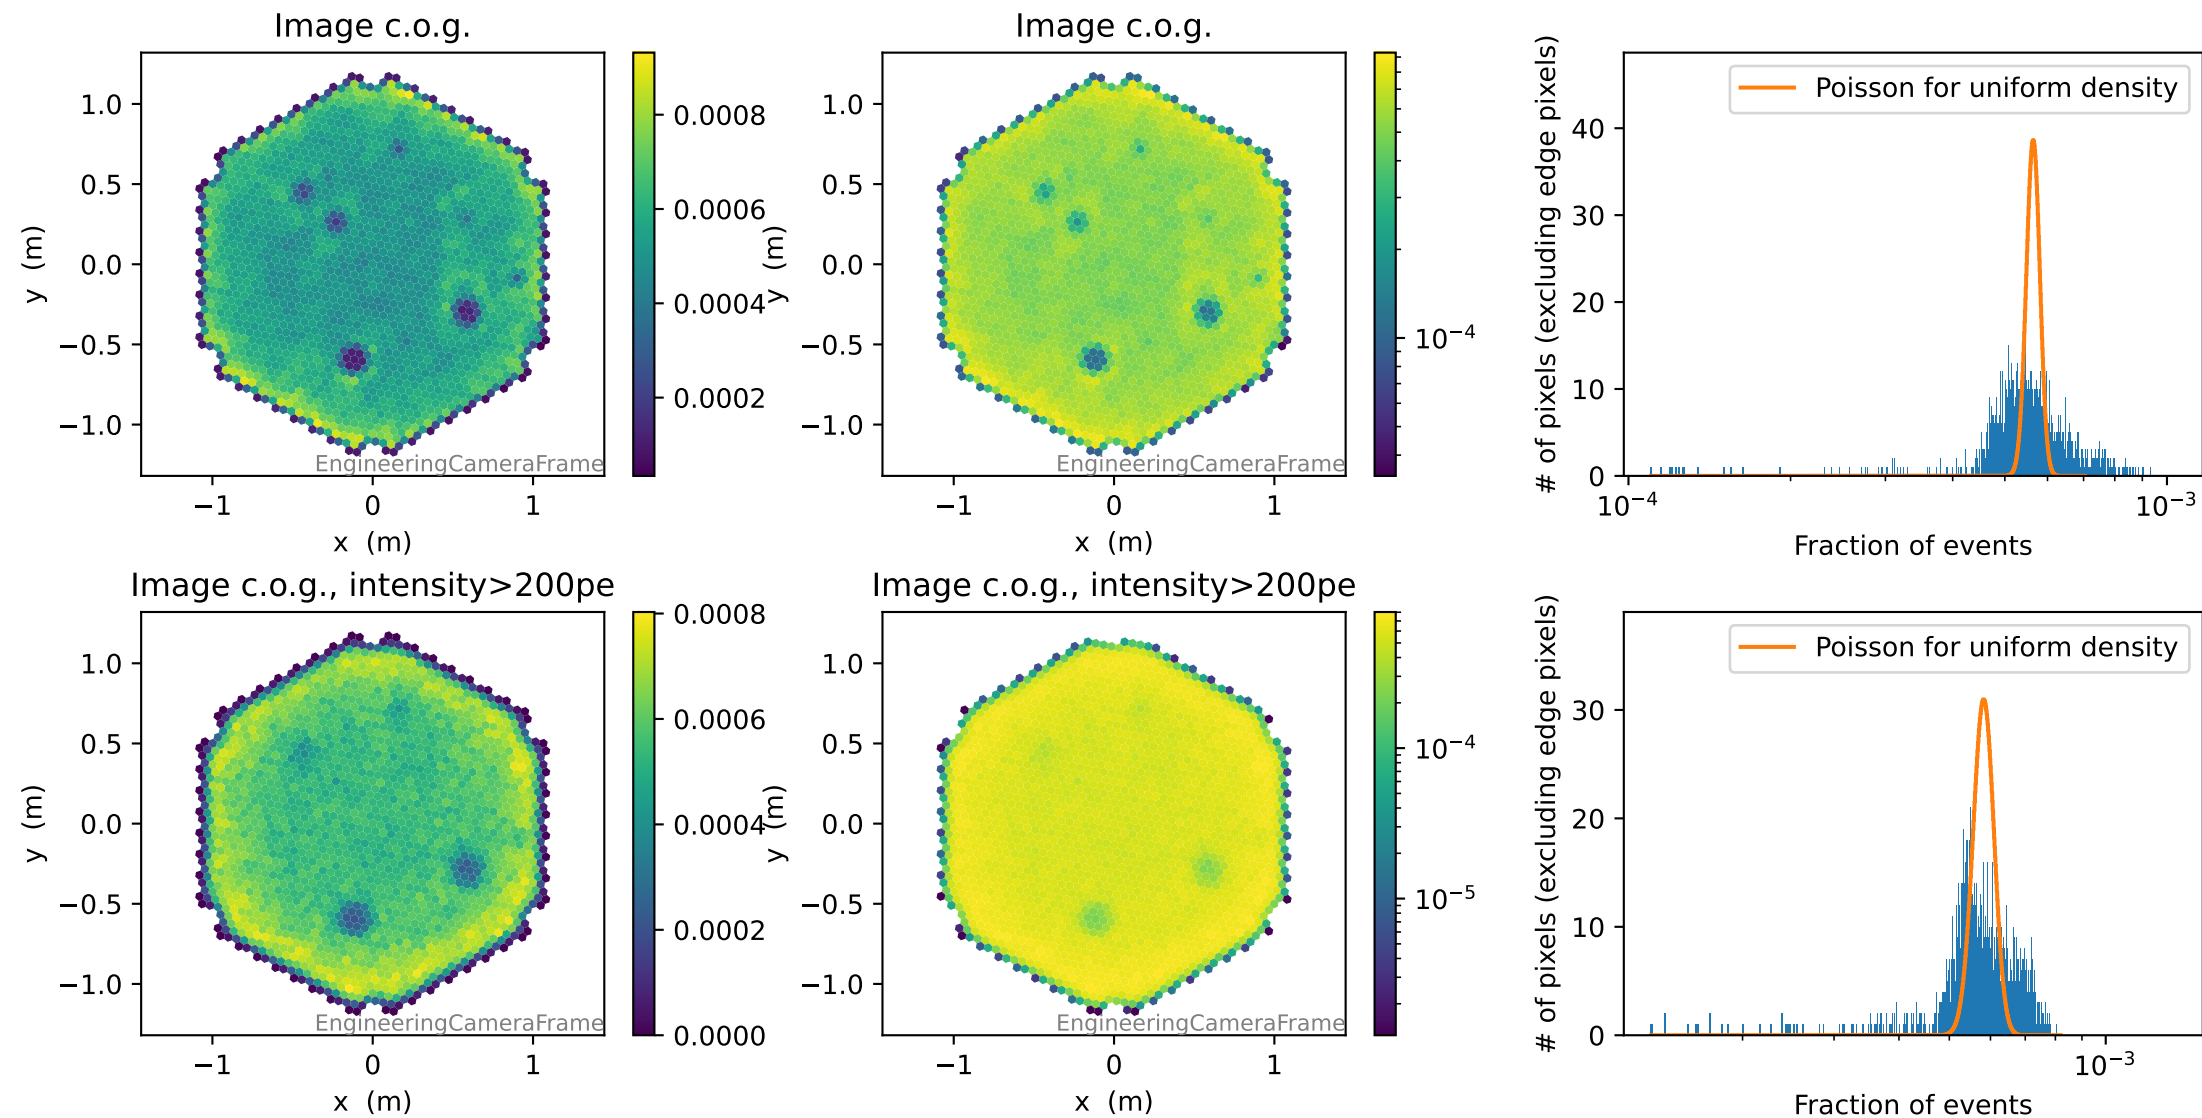 Image c.o.g.
y (m)
1.0
0.5
0.0
−0.5
−1.0
−1
0
1
x (m)
EngineeringCameraFrame
0.0008
0.0006
0.0004
0.0002
Image c.o.g.
y (m)
1.0
0.5
0.0
−0.5
−1.0
−1
0
1
x (m)
EngineeringCameraFrame
10⁻⁴
# of pixels (excluding edge pixels)
40
30
20
10
0
Poisson for uniform density
10⁻⁴
10⁻³
Fraction of events
Image c.o.g., intensity>200pe
y (m)
1.0
0.5
0.0
−0.5
−1.0
−1
0
1
x (m)
EngineeringCameraFrame
0.0008
0.0006
0.0004
0.0002
0.0000
Image c.o.g., intensity>200pe
y (m)
1.0
0.5
0.0
−0.5
−1.0
−1
0
1
x (m)
EngineeringCameraFrame
10⁻⁴
10⁻⁵
# of pixels (excluding edge pixels)
30
20
10
0
Poisson for uniform density
10⁻³
Fraction of events